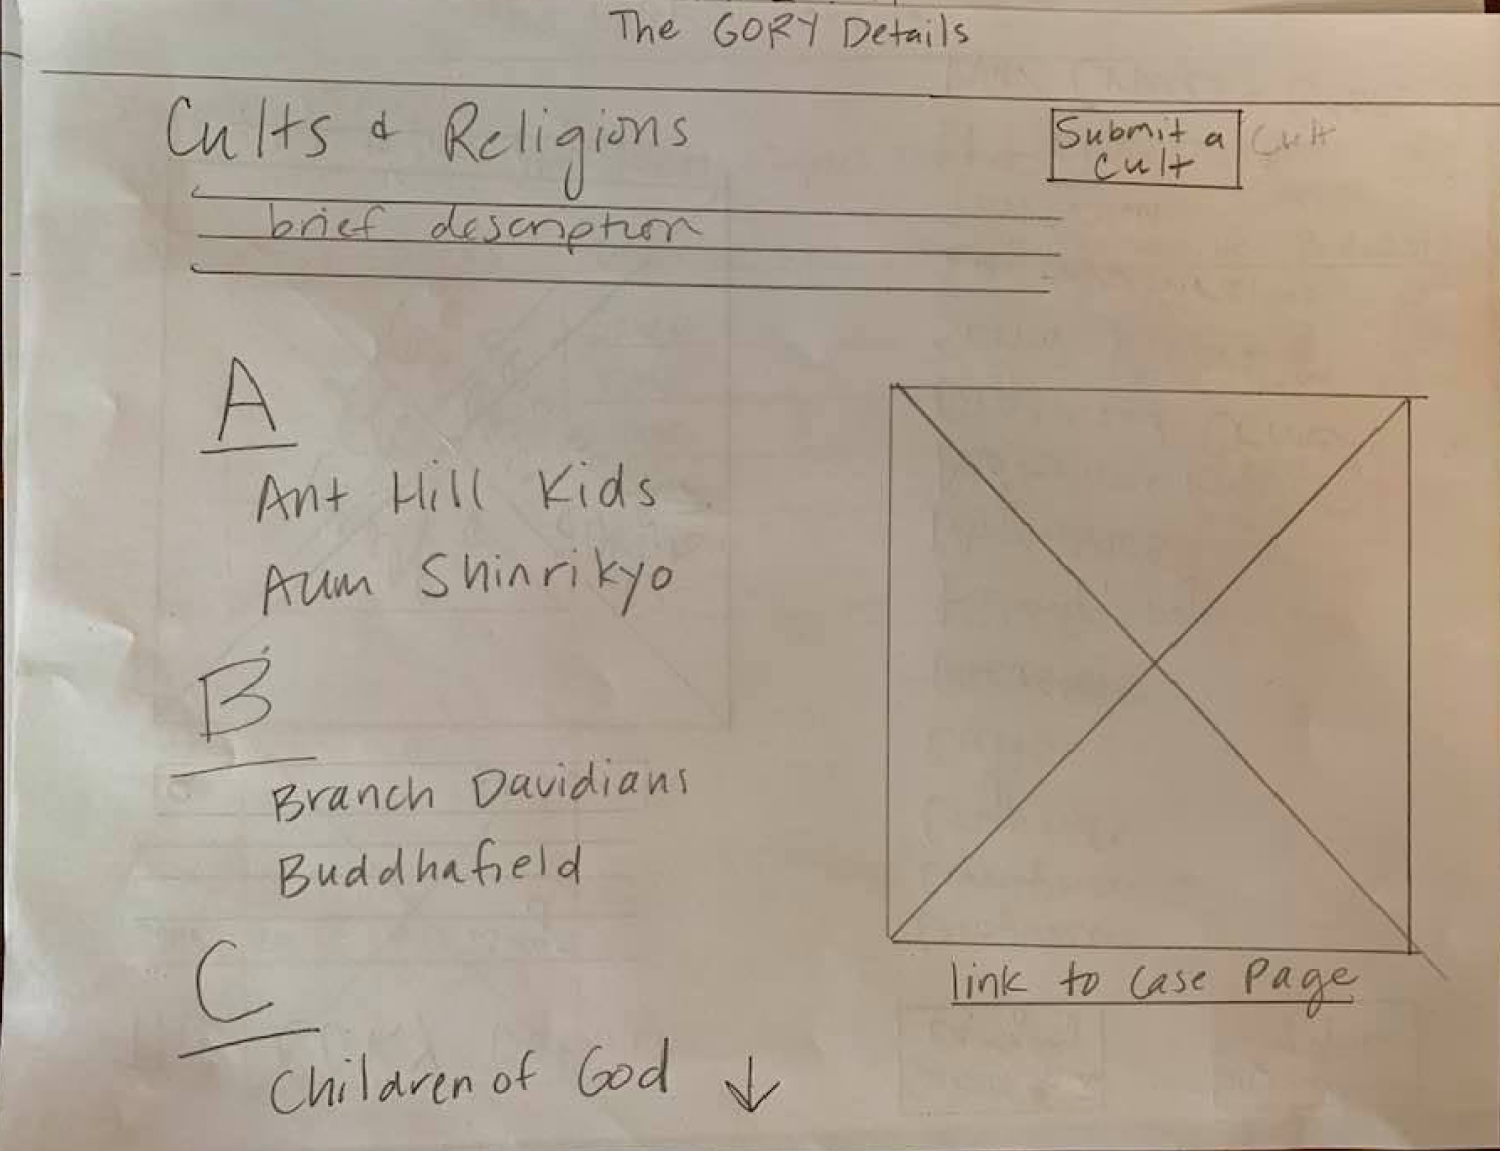 The GORY Details
Cults & Religions
Submit a
Cult
Cult
brief description
A
Ant Hill Kids
Aum Shinrikyo
B
Branch Davidians
Buddhafield
C
Children of God
link to case Page